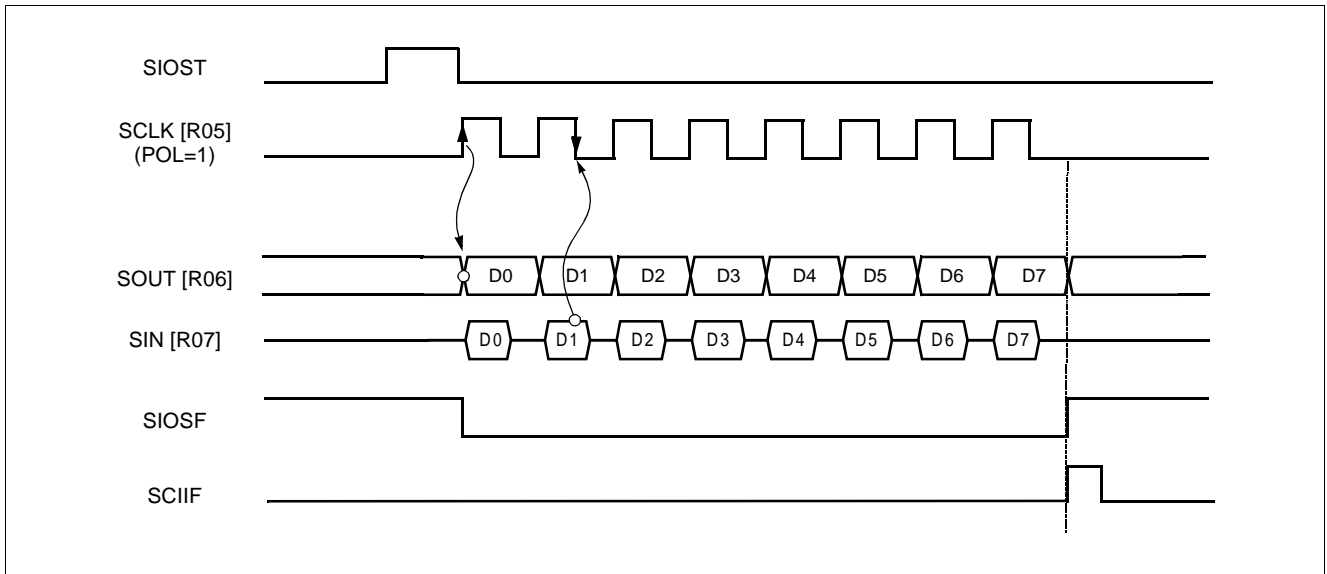 SIOST
SCLK [R05]
(POL=1)
SOUT [R06]
D0 D1 D2 D3 D4 D5 D6 D7
SIN [R07]
D0 D1 D2 D3 D4 D5 D6 D7
SIOSF
SCIIF